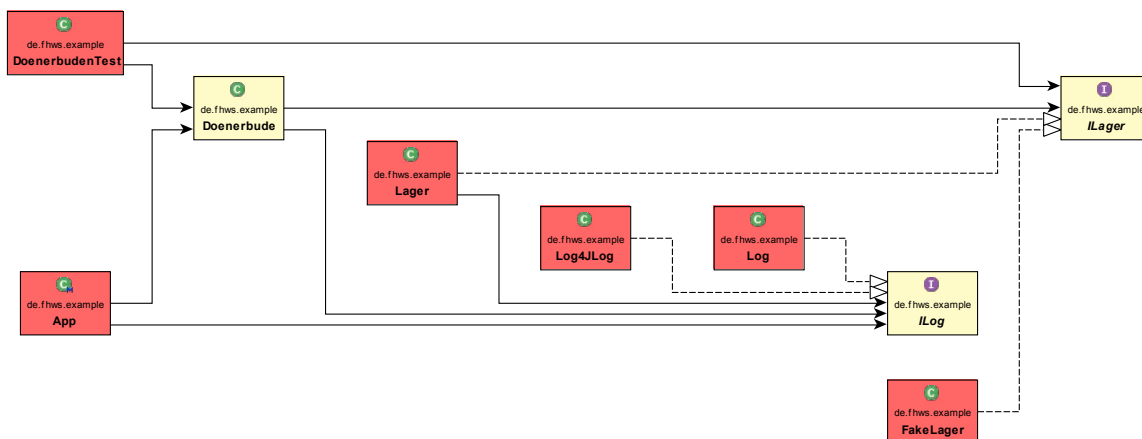 C
de.fhws.example
DoenerbudenTest
C
de.fhws.example
Doenerbude
I
de.fhws.example
ILager
C
de.fhws.example
Lager
C
de.fhws.example
Log4JLog
C
de.fhws.example
Log
C M
de.fhws.example
App
I
de.fhws.example
ILog
C
de.fhws.example
FakeLager